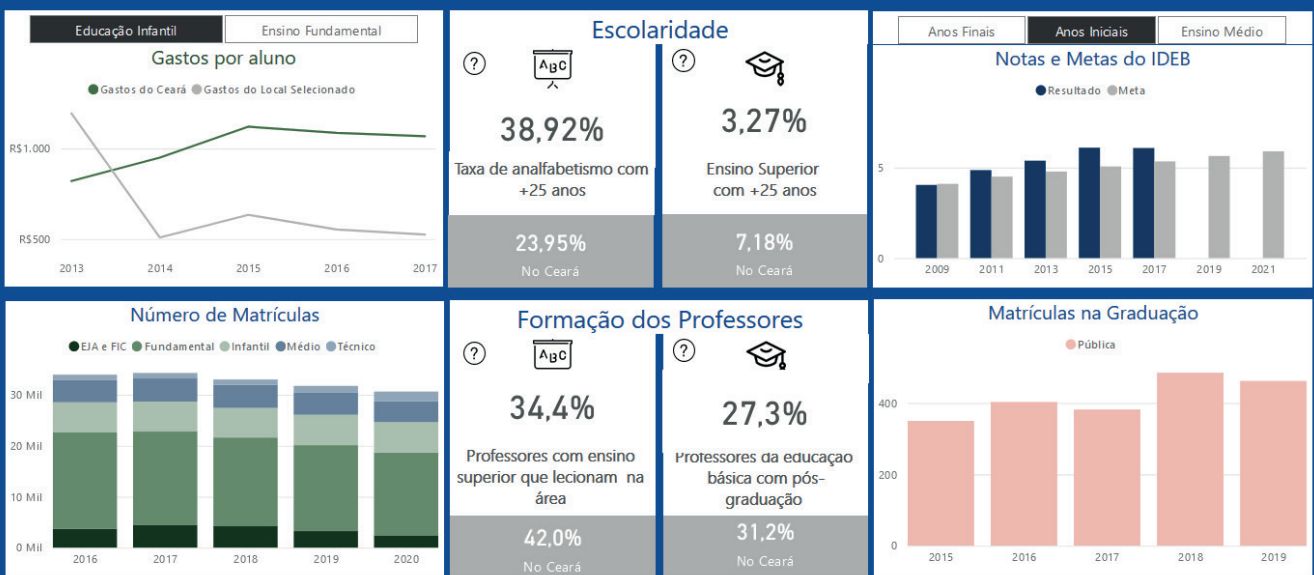 Educação Infantil
Ensino Fundamental
Gastos por aluno
Gastos do Ceará
Gastos do Local Selecionado
R$1.000
R$500
2013
2014
2015
2016
2017
Escolaridade
?
ABC
38,92%
Taxa de analfabetismo com
+25 anos
23,95%
No Ceará
?
3,27%
Ensino Superior
com +25 anos
7,18%
No Ceará
Anos Finais
Anos Iniciais
Ensino Médio
Notas e Metas do IDEB
Resultado
Meta
5
0
2009
2011
2013
2015
2017
2019
2021
Número de Matrículas
EJA e FIC
Fundamental
Infantil
Médio
Técnico
30 Mil
20 Mil
10 Mil
0 Mil
2016
2017
2018
2019
2020
Formação dos Professores
?
ABC
34,4%
Professores com ensino
superior que lecionam na
área
42,0%
No Ceará
?
27,3%
Professores da educação
básica com pós-
graduação
31,2%
No Ceará
Matrículas na Graduação
Pública
400
200
0
2015
2016
2017
2018
2019